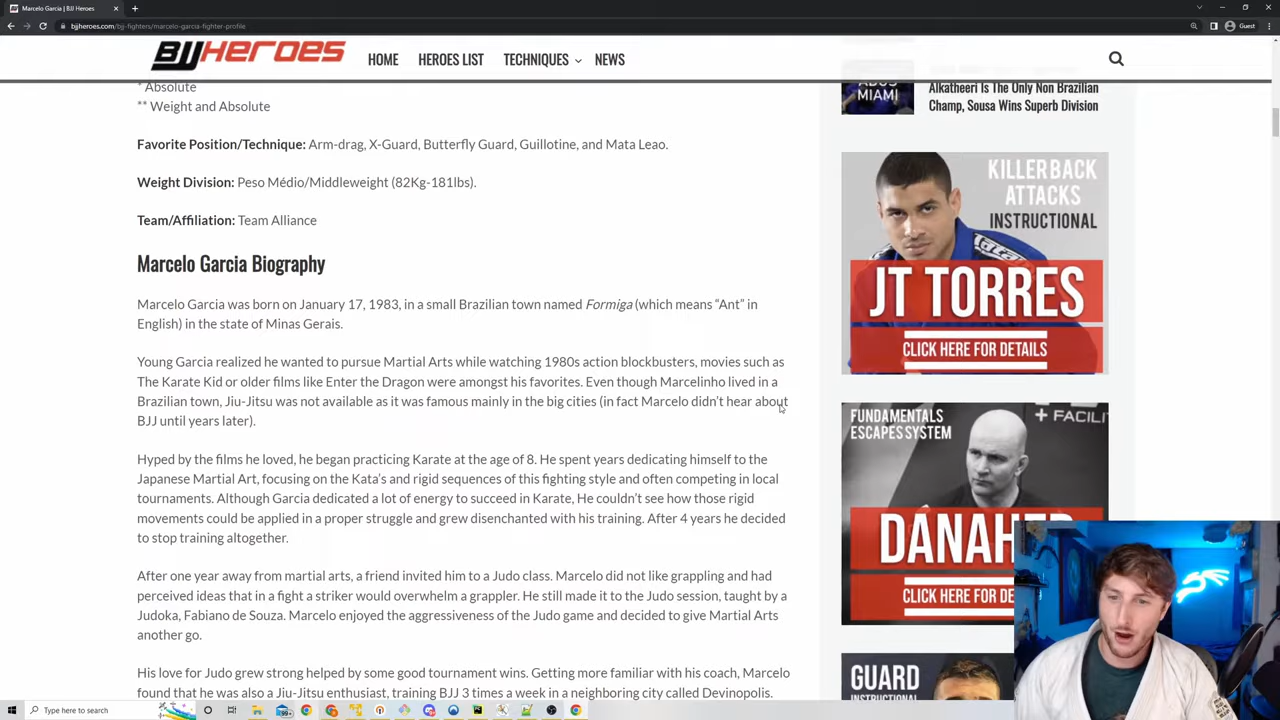 Marcelo Garcia | BJJ Heroes
bjjheroes.com/bjj-fighters/marcelo-garcia-fighter-profile
Guest
BJJHEROES
HOME
HEROES LIST
TECHNIQUES
NEWS
* Absolute
** Weight and Absolute
Favorite Position/Technique: Arm-drag, X-Guard, Butterfly Guard, Guillotine, and Mata Leao.
Weight Division: Peso Médio/Middleweight (82Kg-181lbs).
Team/Affiliation: Team Alliance
Marcelo Garcia Biography
Marcelo Garcia was born on January 17, 1983, in a small Brazilian town named Formiga (which means “Ant” in
English) in the state of Minas Gerais.
Young Garcia realized he wanted to pursue Martial Arts while watching 1980s action blockbusters, movies such as
The Karate Kid or older films like Enter the Dragon were amongst his favorites. Even though Marcelinho lived in a
Brazilian town, Jiu-Jitsu was not available as it was famous mainly in the big cities (in fact Marcelo didn’t hear about
BJJ until years later).
Hyped by the films he loved, he began practicing Karate at the age of 8. He spent years dedicating himself to the
Japanese Martial Art, focusing on the Kata’s and rigid sequences of this fighting style and often competing in local
tournaments. Although Garcia dedicated a lot of energy to succeed in Karate, He couldn’t see how those rigid
movements could be applied in a proper struggle and grew disenchanted with his training. After 4 years he decided
to stop training altogether.
After one year away from martial arts, a friend invited him to a Judo class. Marcelo did not like grappling and had
perceived ideas that in a fight a striker would overwhelm a grappler. He still made it to the Judo session, taught by a
Judoka, Fabiano de Souza. Marcelo enjoyed the aggressiveness of the Judo game and decided to give Martial Arts
another go.
His love for Judo grew strong helped by some good tournament wins. Getting more familiar with his coach, Marcelo
found that he was also a Jiu-Jitsu enthusiast, training BJJ 3 times a week in a neighboring city called Devinopolis.
MIAMI
Alkatheeri Is The Only Non Brazilian
Champ, Sousa Wins Superb Division
KILLER BACK
ATTACKS
INSTRUCTIONAL
JT TORRES
CLICK HERE FOR DETAILS
FUNDAMENTALS
ESCAPES SYSTEM
+ FACILI
DANAHER
CLICK HERE FOR DE
GUARD
INSTRUCTIONAL
Type here to search
99+